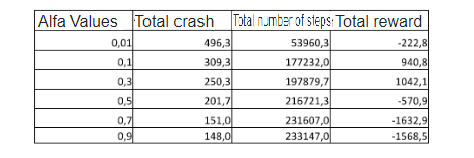 Alfa Values Total crash Total number of steps Total reward
0,01 496,3 53960,3 -222,8
0,1 309,3 177232,0 940,8
0,3 250,3 197879,7 1042,1
0,5 201,7 216721,3 -570,9
0,7 151,0 231607,0 -1632,9
0,9 148,0 233147,0 -1568,5